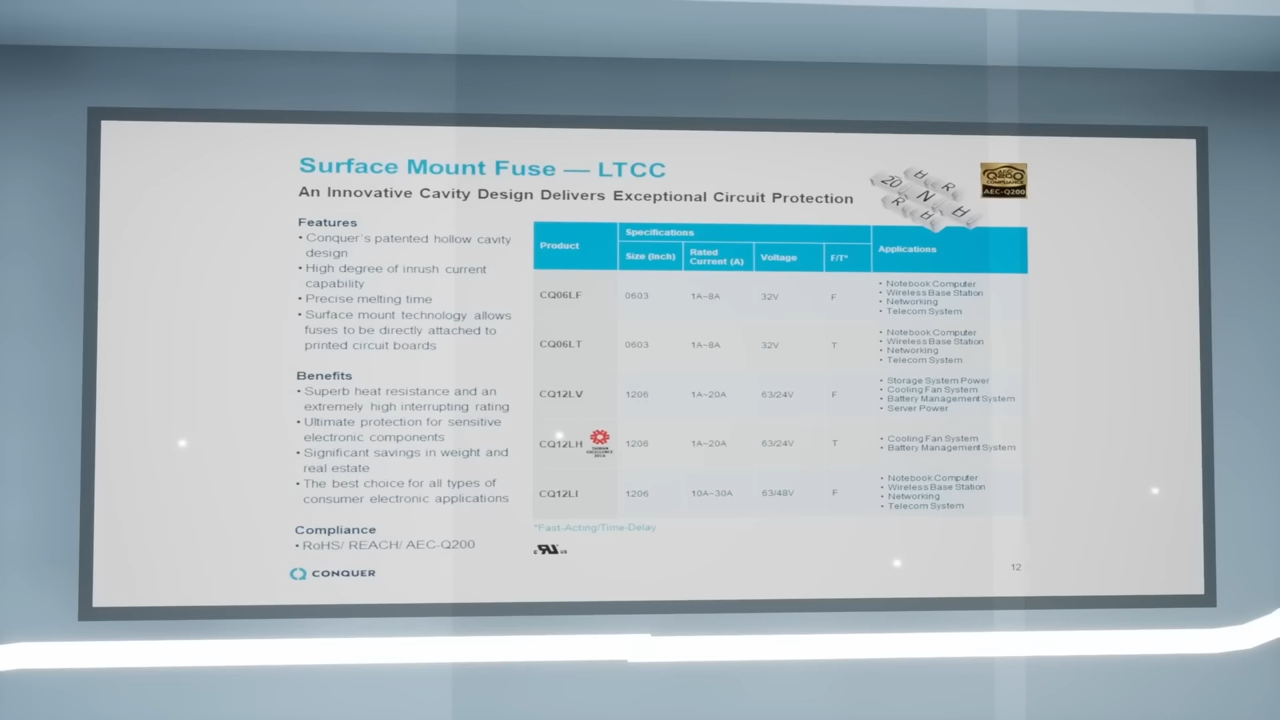 Surface Mount Fuse — LTCC
An Innovative Cavity Design Delivers Exceptional Circuit Protection
AEC-Q200
Features
• Conquer's patented hollow cavity
design
• High degree of inrush current
capability
• Precise melting time
• Surface mount technology allows
fuses to be directly attached to
printed circuit boards
Benefits
• Superb heat resistance and an
extremely high interrupting rating
• Ultimate protection for sensitive
electronic components
• Significant savings in weight and
real estate
• The best choice for all types of
consumer electronic applications
Compliance
• RoHS/ REACH/ AEC-Q200
CONQUER
Product
Specifications
Size (Inch)
Rated
Current (A)
Voltage
F/T*
Applications
CQ06LF
0603
1A~8A
32V
F
• Notebook Computer
• Wireless Base Station
• Networking
• Telecom System
CQ06LT
0603
1A~8A
32V
T
• Notebook Computer
• Wireless Base Station
• Networking
• Telecom System
CQ12LV
1206
1A~20A
63/24V
F
• Storage System Power
• Cooling Fan System
• Battery Management System
• Server Power
CQ12LH
1206
1A~20A
63/24V
T
• Cooling Fan System
• Battery Management System
CQ12LI
1206
10A~30A
63/48V
F
• Notebook Computer
• Wireless Base Station
• Networking
• Telecom System
*Fast-Acting/Time-Delay
12